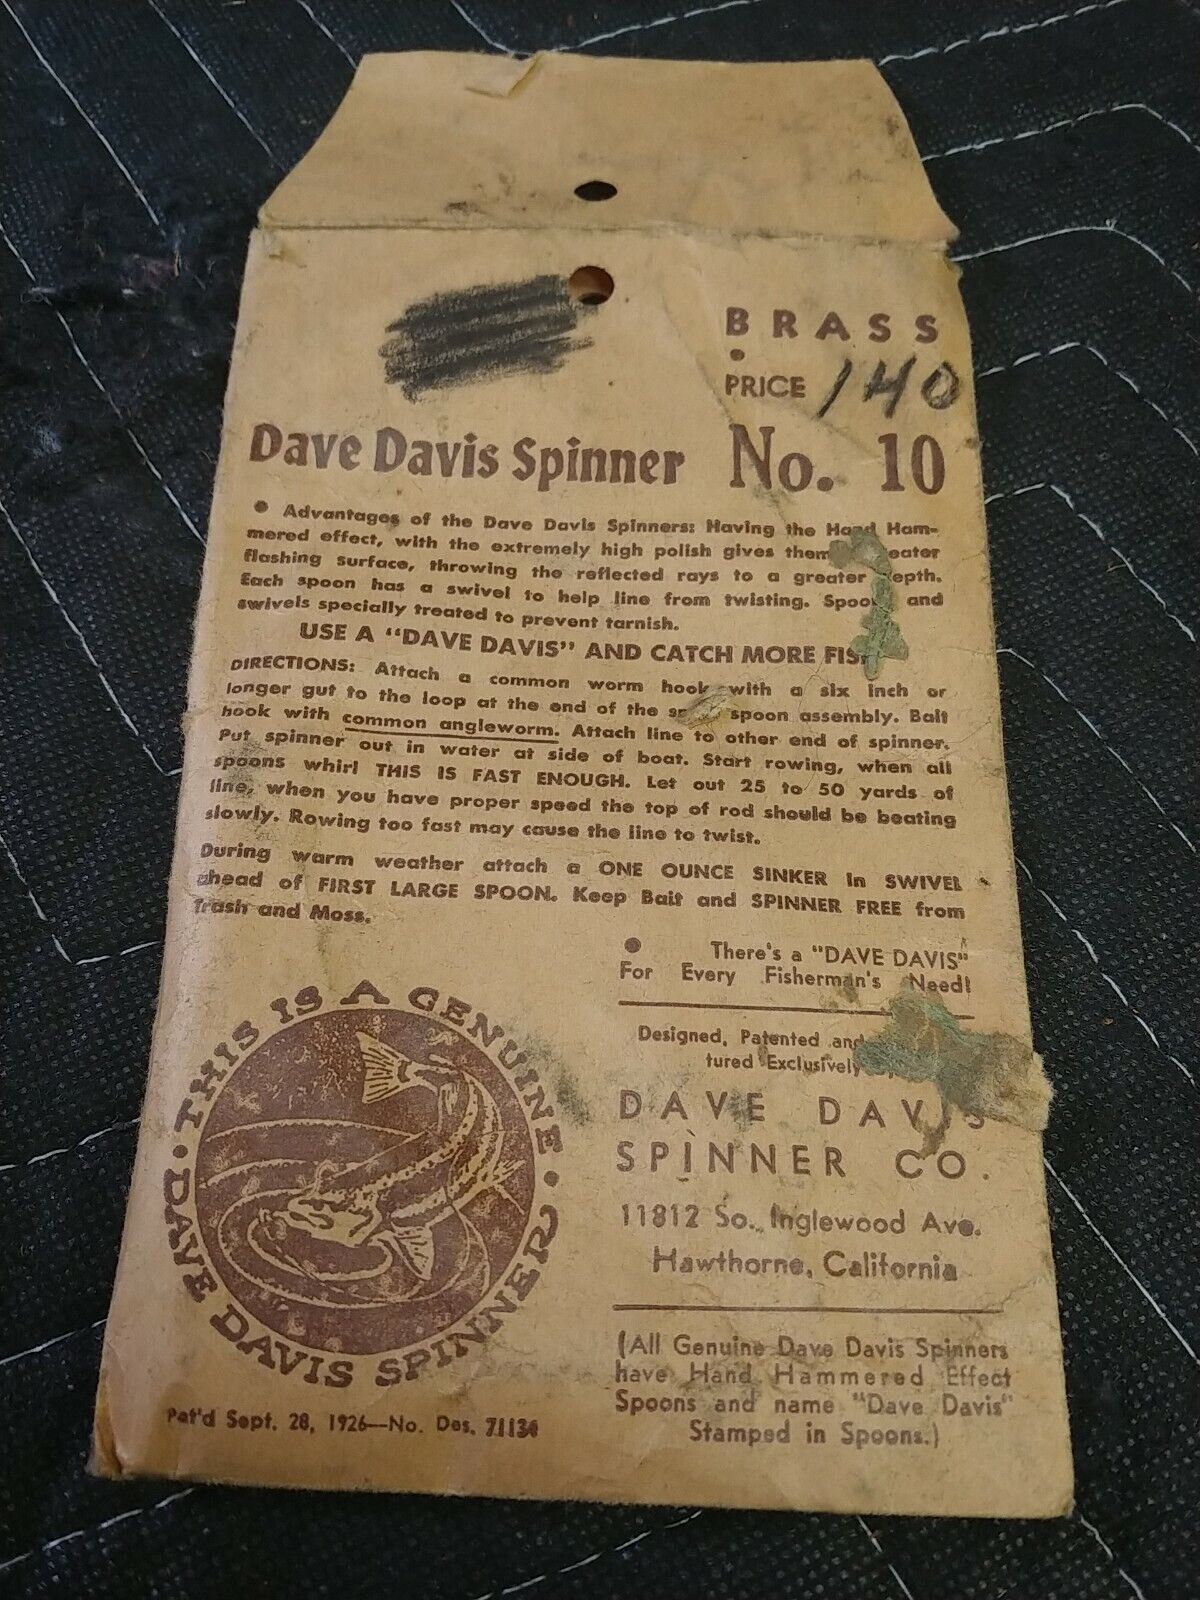 BRASS
• PRICE 140
Dave Davis Spinner No. 10
• Advantages of the Dave Davis Spinners: Having the Hand Ham-
mered effect, with the extremely high polish gives them
flashing surface, throwing the reflected rays to a greater
Each spoon has a swivel to help line from twisting. and
swivels specially treated to prevent tarnish.
USE A "DAVE DAVIS" AND CATCH MORE
DIRECTIONS: Attach a common worm hook with a six inch or
longer gut to the loop at the end of the spoon assembly. Bait
hook with common angleworm. Attach line to other end of spinner.
Put spinner out in water at side of boat. Start rowing, when all
spoons whirl THIS IS FAST ENOUGH. Let out 25 to 50 yards of
line, when you have proper speed the top of rod should be beating
slowly. Rowing too fast may cause the line to twist.
During warm weather attach a ONE OUNCE SINKER In SWIVEL
ahead of FIRST LARGE SPOON. Keep Bait and SPINNER FREE from
Trash and Moss.
• There's a "DAVE DAVIS"
For Every Fisherman's Need!
Designed, Patented and
tured Exclusively
DAVE DAVIS
SPINNER CO.
11812 So. Inglewood Ave.
Hawthorne, California
(All Genuine Dave Davis Spinners
have Hand Hammered Effect
Spoons and name "Dave Davis"
Stamped in Spoons.)
• THIS IS A GENUINE •
DAVE DAVIS SPINNER
Pat'd Sept. 28, 1926—No. Des. 71134